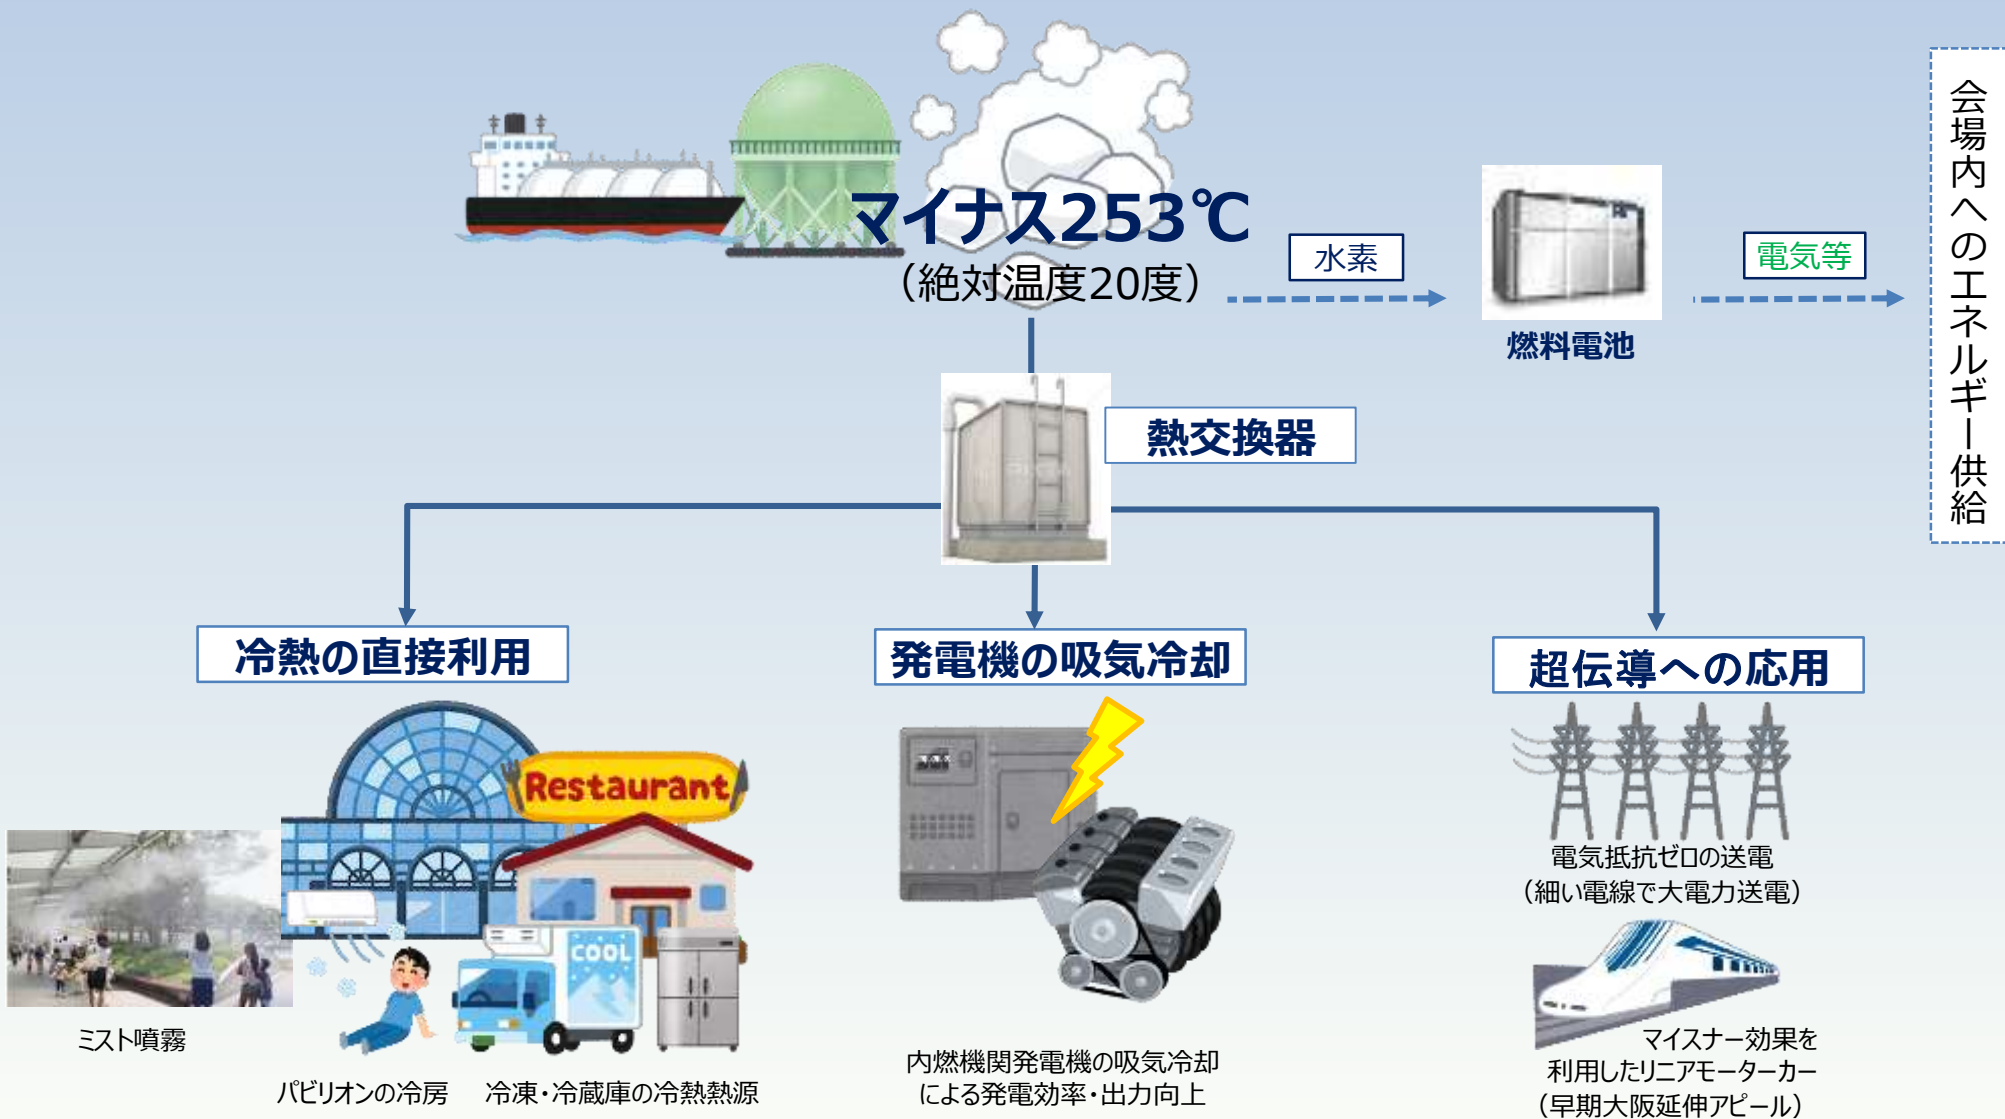 マイナス253℃
（絶対温度20度）
水素
燃料電池
電気等
会場内へのエネルギー供給
熱交換器
冷熱の直接利用
発電機の吸気冷却
超伝導への応用
Restaurant
COOL
ミスト噴霧
パビリオンの冷房
冷凍・冷蔵庫の冷熱熱源
内燃機関発電機の吸気冷却
による発電効率・出力向上
電気抵抗ゼロの送電
（細い電線で大電力送電）
マイスナー効果を
利用したリニアモーターカー
（早期大阪延伸アピール）